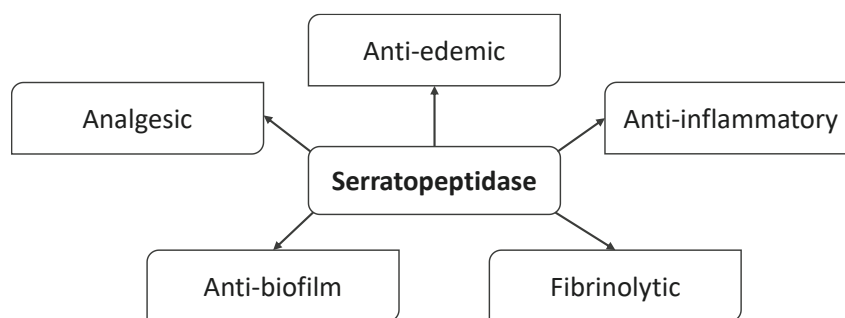 Anti-edemic
Analgesic
Anti-inflammatory
Serratopeptidase
Anti-biofilm
Fibrinolytic